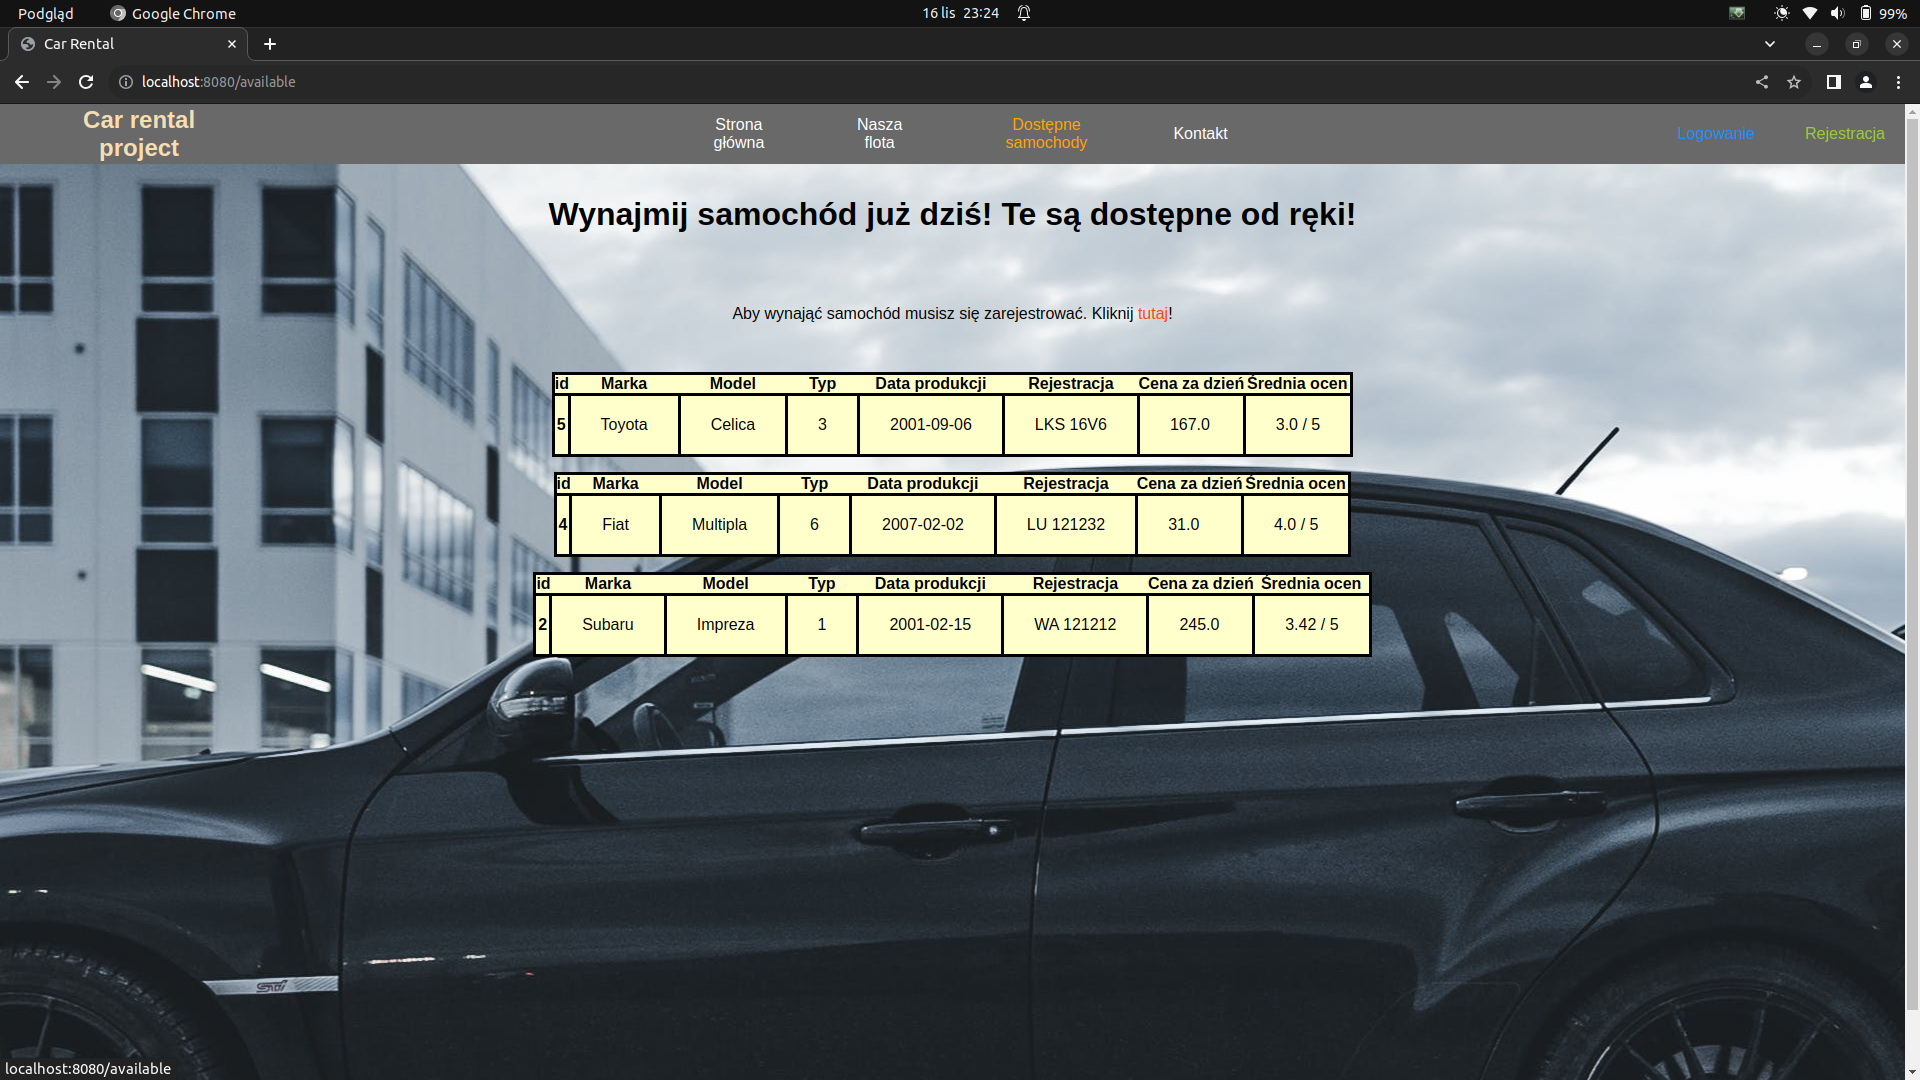 Podgląd Google Chrome 16 lis 23:24 99%
Car Rental
localhost:8080/available
Car rental
project
Strona
główna
Nasza
flota
Dostępne
samochody
Kontakt
Logowanie
Rejestracja
Wynajmij samochód już dziś! Te są dostępne od ręki!
Aby wynająć samochód musisz się zarejestrować. Kliknij tutaj!
id Marka Model Typ Data produkcji Rejestracja Cena za dzień Średnia ocen
5 Toyota Celica 3 2001-09-06 LKS 16V6 167.0 3.0 / 5
id Marka Model Typ Data produkcji Rejestracja Cena za dzień Średnia ocen
4 Fiat Multipla 6 2007-02-02 LU 121232 31.0 4.0 / 5
id Marka Model Typ Data produkcji Rejestracja Cena za dzień Średnia ocen
2 Subaru Impreza 1 2001-02-15 WA 121212 245.0 3.42 / 5
STI
localhost:8080/available